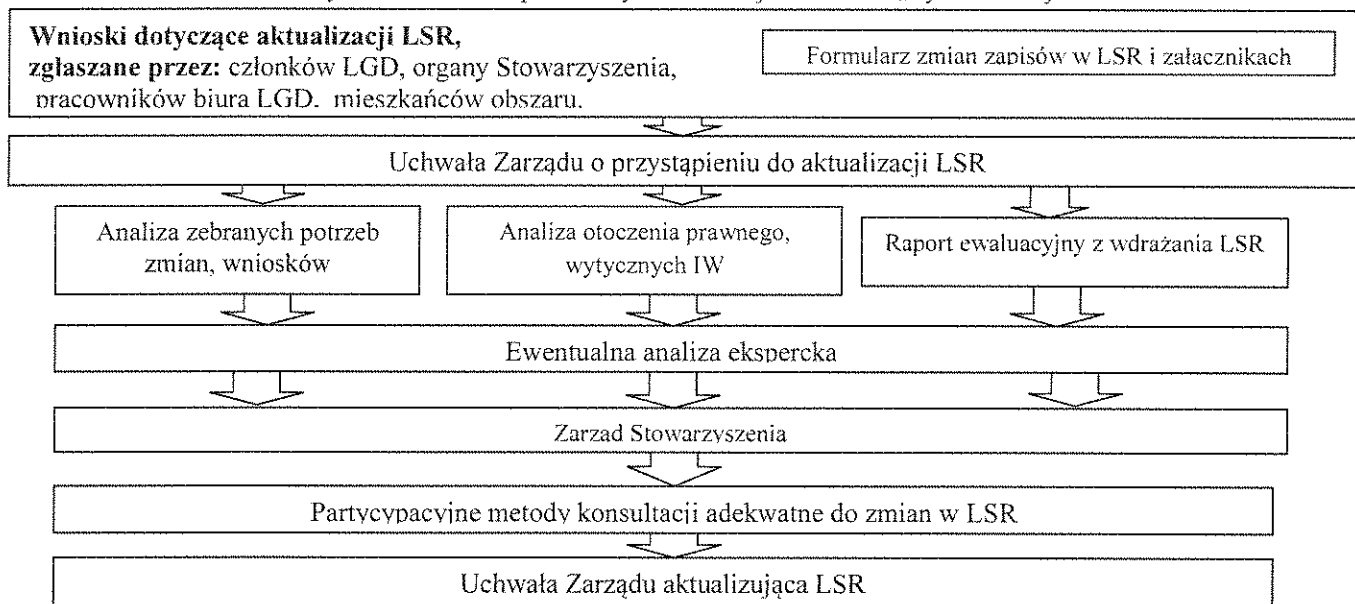 Wnioski dotyczące aktualizacji LSR,
zgłaszane przez: członków LGD, organy Stowarzyszenia,
pracowników biura LGD, mieszkańców obszaru.
Formularz zmian zapisów w LSR i załacznikach
Uchwała Zarządu o przystąpieniu do aktualizacji LSR
Analiza zebranych potrzeb
zmian, wniosków
Analiza otoczenia prawnego,
wytycznych IW
Raport ewaluacyjny z wdrażania LSR
Ewentualna analiza ekspercka
Zarzad Stowarzyszenia
Partycypacyjne metody konsultacji adekwatne do zmian w LSR
Uchwała Zarządu aktualizująca LSR